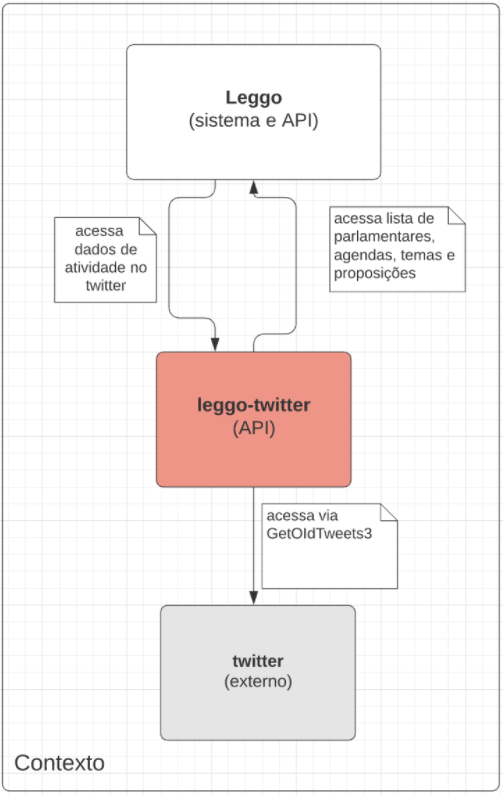 Leggo
(sistema e API)
acessa
dados de
atividade no
twitter
acessa lista de
parlamentares,
agendas, temas e
proposições
leggo-twitter
(API)
acessa via
GetOldTweets3
twitter
(externo)
Contexto